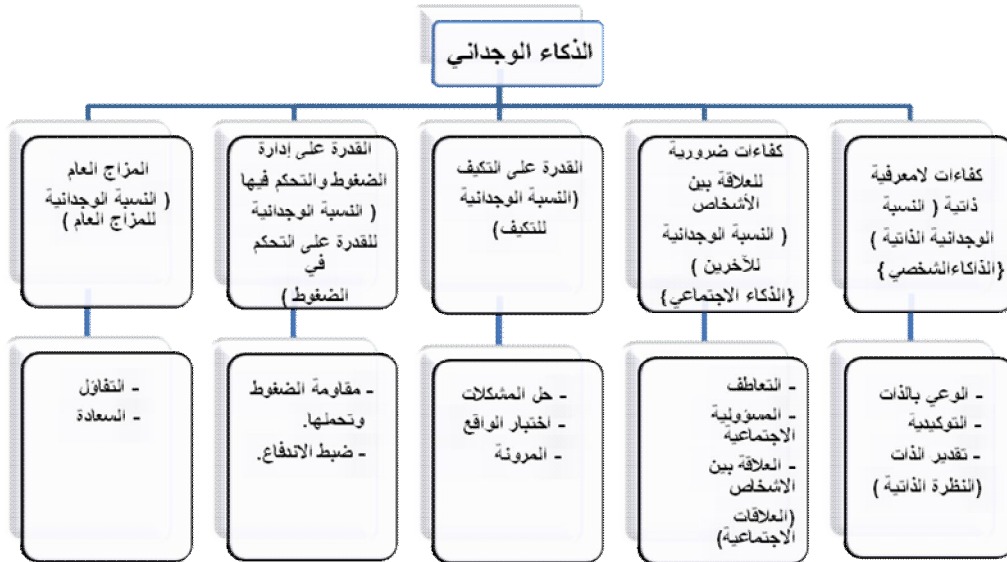 الذكاء الوجداني
كفاءات لامعرفية
ذاتية ( النسبة
الوجدانية الذاتية )
{الذاكاءالشخصي}
كفاءات ضرورية
للعلاقة بين
الأشخاص
( النسبة الوجدانية
للآخرين )
{الذكاء الاجتماعي}
القدرة على التكيف
(النسبة الوجدانية
للتكيف)
القدرة على إدارة
الضغوط والتحكم فيها
( النسبة الوجدانية
للقدرة على التحكم
في
الضغوط )
المزاج العام
( النسبة الوجدانية
للمزاج العام )
- الوعي بالذات
- التوكيدية
- تقدير الذات
(النظرة الذاتية )
- التعاطف
- المسؤولية
الاجتماعية
- العلاقة بين
الاشخاص
(العلاقات
الاجتماعية)
- حل المشكلات
- اختبار الواقع
- المرونة
- مقاومة الضغوط
وتحملها.
- ضبط الاندفاع.
- التفاؤل
- السعادة